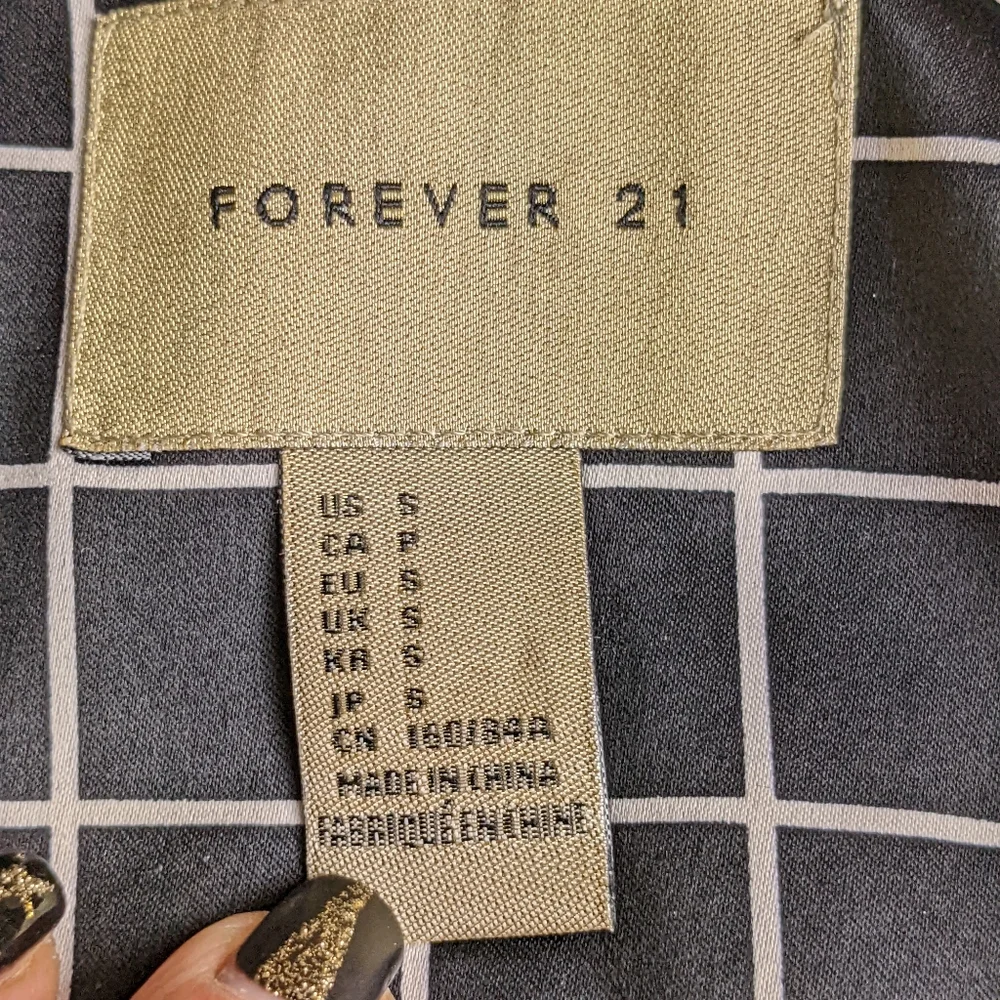 FOREVER 21
US S
CA P
EU S
UK S
KR S
JP S
CN 160/84A
MADE IN CHINA
FABRIQUÉ EN CHINE